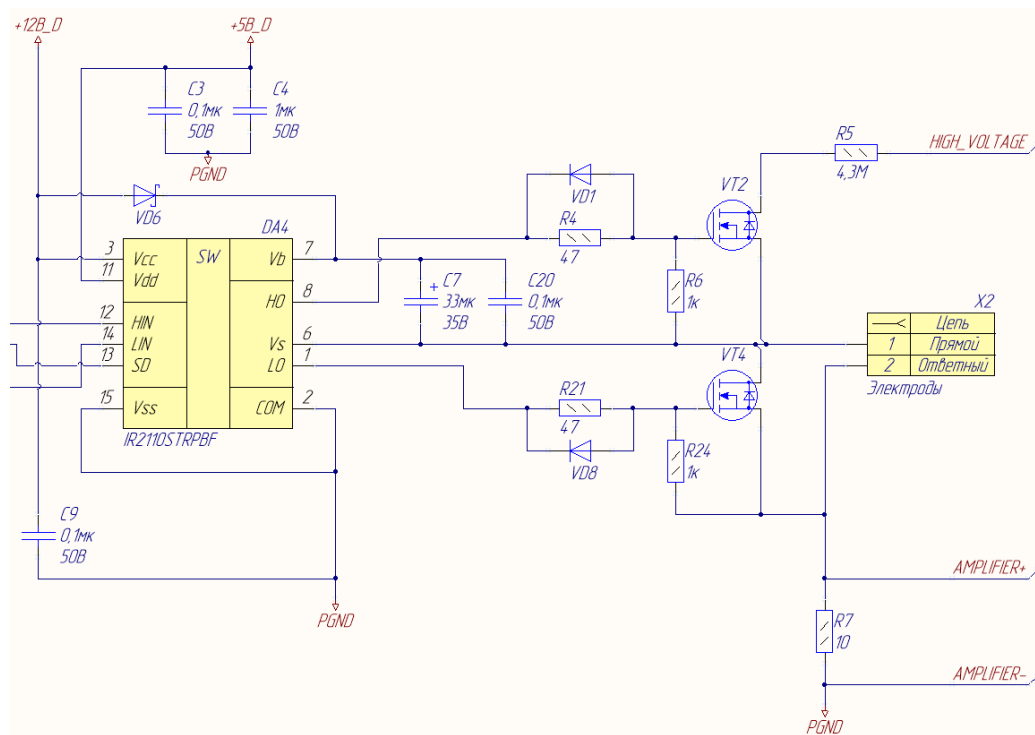 +12В_D
+5В_D
C3
0,1мк
50В
C4
1мк
50В
PGND
VD6
DA4
SW
3
Vcc
11
Vdd
12
HIN
14
LIN
13
SD
15
Vss
Vb
7
HO
8
Vs
6
LO
1
COM
2
IR2110STRPBF
C9
0,1мк
50В
PGND
+
C7
33мк
35В
C20
0,1мк
50В
VD1
R4
47
R6
1к
VT2
R5
4,3М
HIGH_VOLTAGE
X2
Цепь
1
Прямой
2
Ответный
Электроды
VT4
R21
47
VD8
R24
1к
AMPLIFIER+
R7
10
AMPLIFIER-
PGND